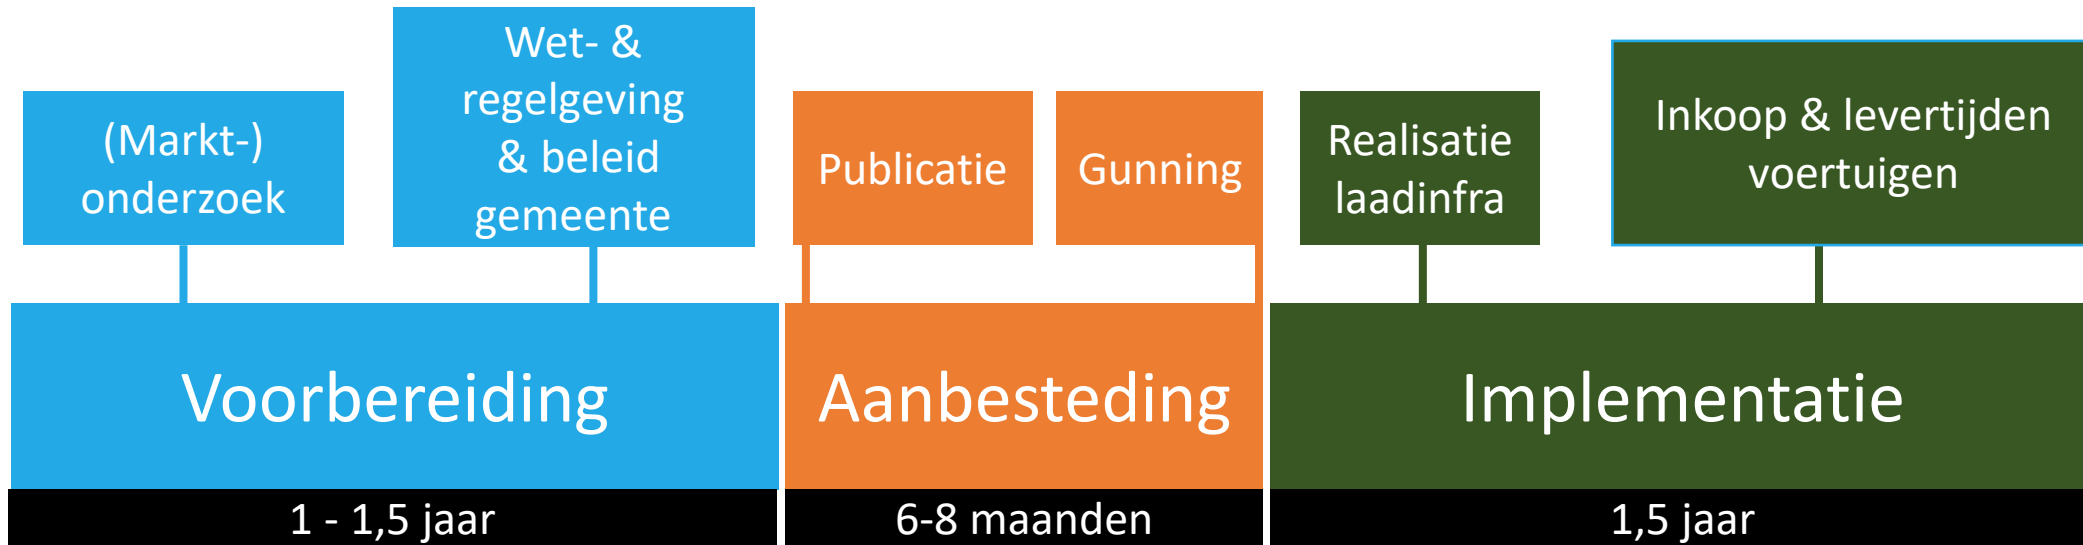 (Markt-)
onderzoek
Wet- &
regelgeving
& beleid
gemeente
Publicatie
Gunning
Realisatie
laadinfra
Inkoop & levertijden
voertuigen
Voorbereiding
Aanbesteding
Implementatie
1 - 1,5 jaar
6-8 maanden
1,5 jaar